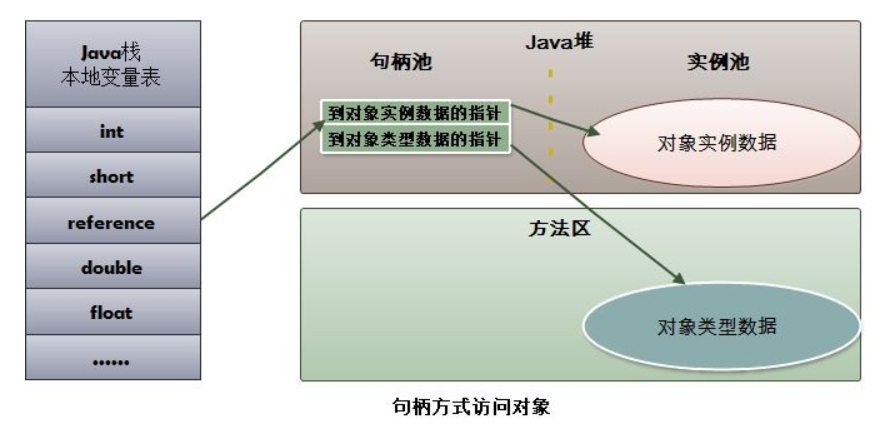 Java栈
本地变量表
int
short
reference
double
float
......
Java堆
句柄池
实例池
到对象实例数据的指针
到对象类型数据的指针
对象实例数据
方法区
对象类型数据
句柄方式访问对象